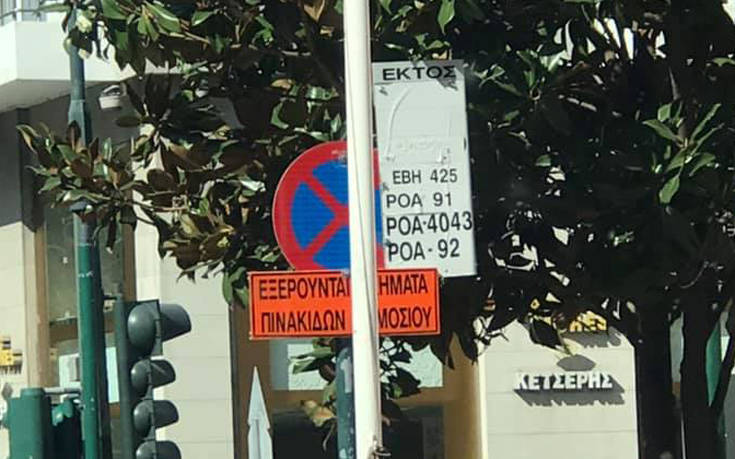 ΕΚΤΟΣ
ΕΒΗ 425
ΡΟΑ 91
ΡΟΑ-4043
ΡΟΑ-92
ΕΞΕΡΟΥΝΤΑΙ
ΠΙΝΑΚΙΔΩΝ
ΚΕΤΣΕΡΗΣ